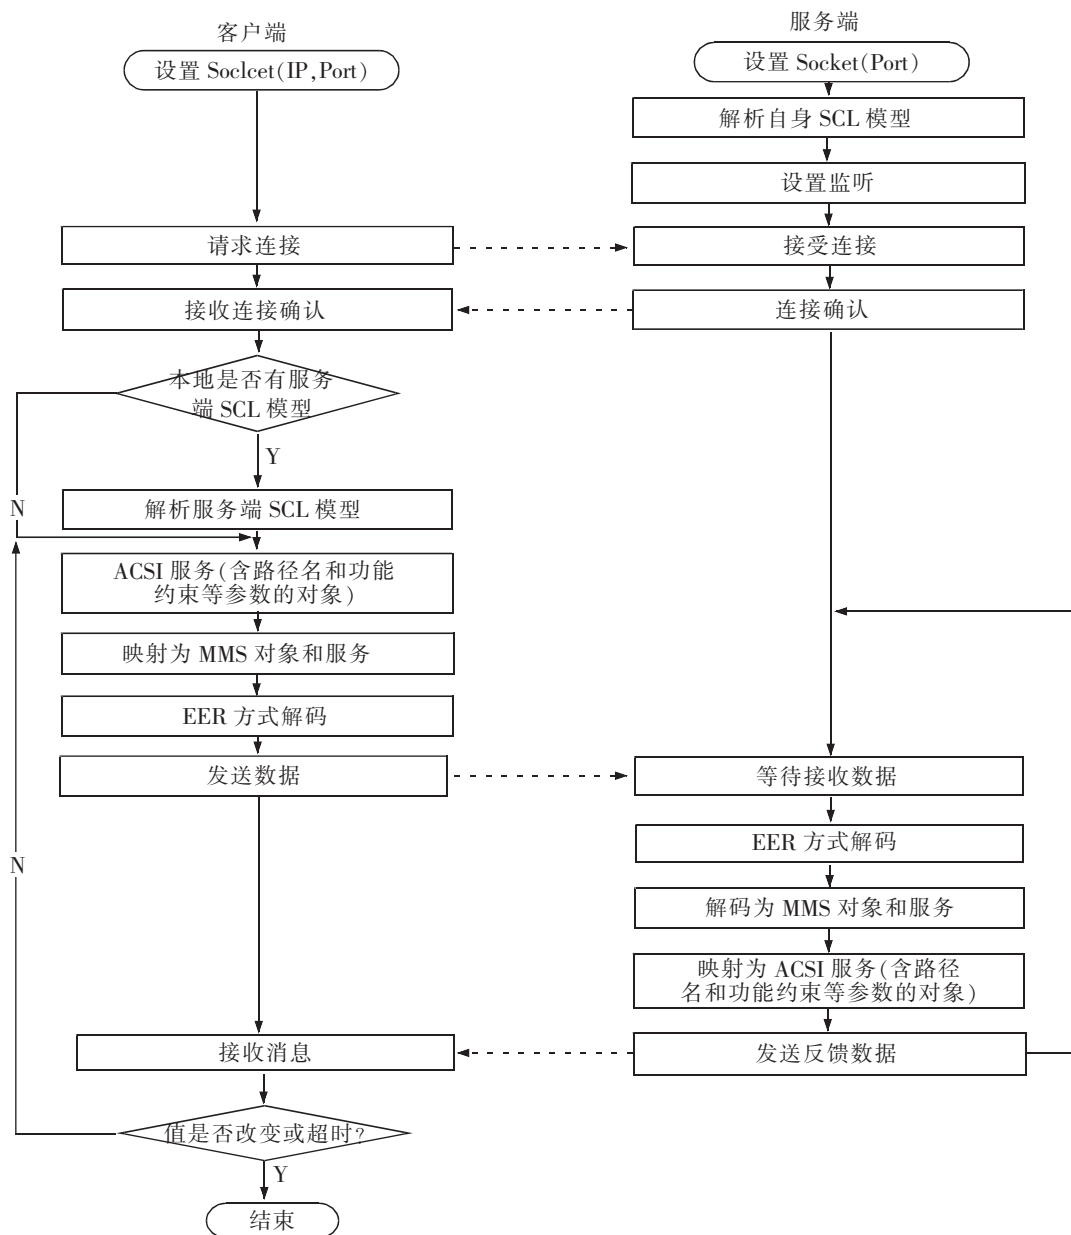 客户端
设置 Soclcet(IP,Port)
请求连接
接收连接确认
本地是否有服务
端 SCL 模型
Y
N
解析服务端 SCL 模型
ACSI 服务(含路径名和功能
约束等参数的对象)
映射为 MMS 对象和服务
EER 方式解码
发送数据
N
接收消息
值是否改变或超时?
Y
结束
服务端
设置 Socket(Port)
解析自身 SCL 模型
设置监听
接受连接
连接确认
等待接收数据
EER 方式解码
解码为 MMS 对象和服务
映射为 ACSI 服务(含路径
名和功能约束等参数的对象)
发送反馈数据